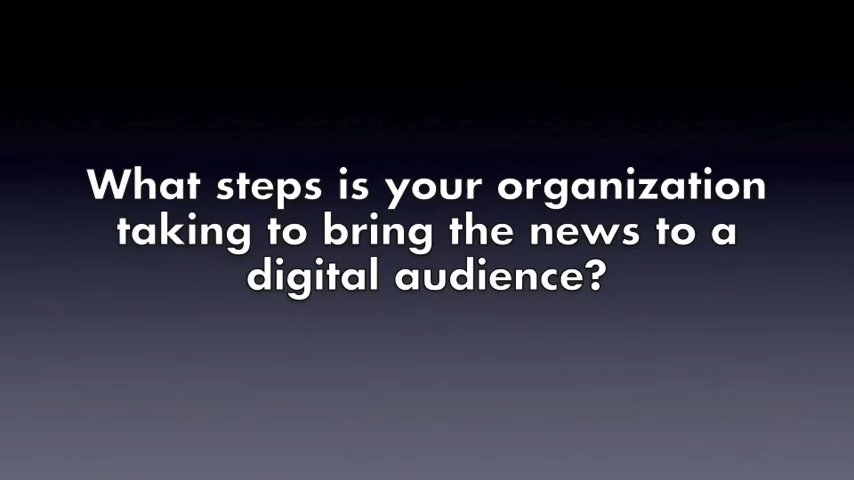 What steps is your organization
taking to bring the news to a
digital audience?